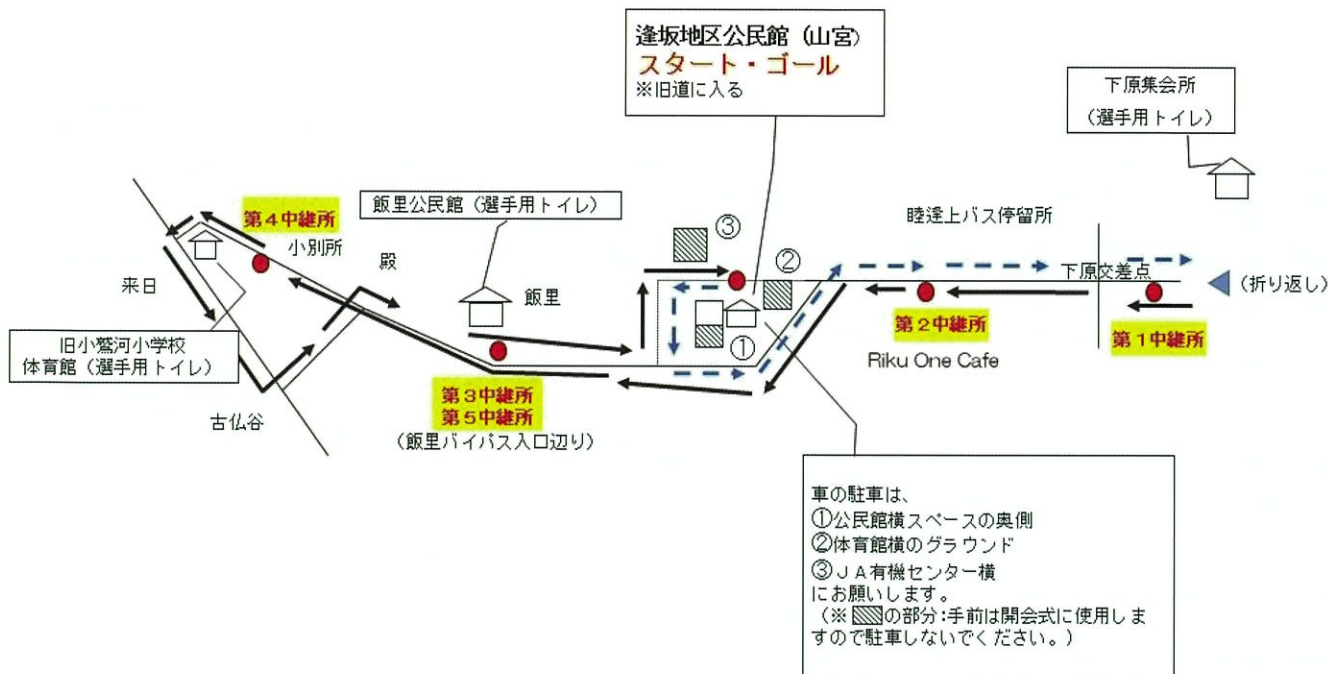 逢坂地区公民館（山宮）
スタート・ゴール
※旧道に入る
下原集会所
（選手用トイレ）
飯里公民館（選手用トイレ）
第４中継所
小別所
殿
飯里
③
②
①
睦逢上バス停留所
下原交差点
（折り返し）
来日
第２中継所
第１中継所
Riku One Cafe
旧小鷲河小学校
体育館（選手用トイレ）
古仏谷
第３中継所
第５中継所
（飯里バイパス入口辺り）
車の駐車は、
①公民館横スペースの奥側
②体育館横のグラウンド
③ＪＡ有機センター横
にお願いします。
（※ の部分:手前は開会式に使用しま
すので駐車しないでください。）